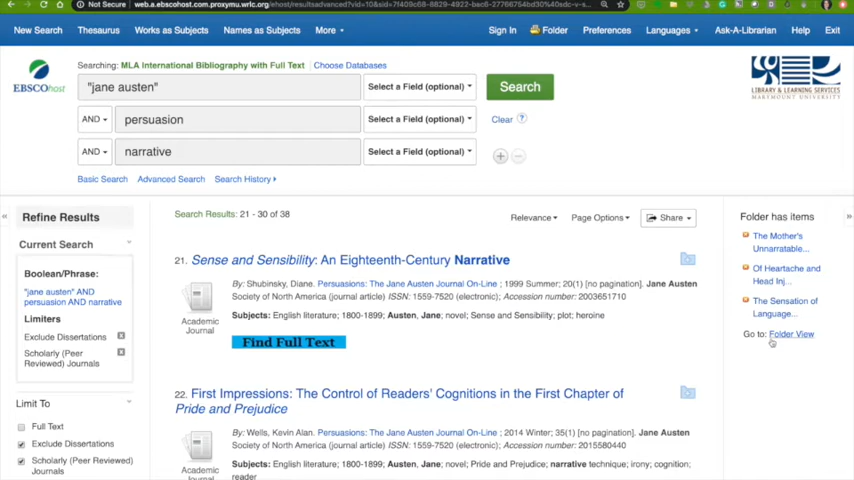 Not Secure | web.a.ebscohost.com.proxymu.wrlc.org/ehost/resultsadvanced?vid=10&sid=7f409c68-8829-4922-bac6-27766754bd30%40sdc-v-s...
New Search Thesaurus Works as Subjects Names as Subjects More Sign In Folder Preferences Languages Ask-A-Librarian Help Exit
Searching: MLA International Bibliography with Full Text Choose Databases
EBSCOhost
"jane austen" Select a Field (optional) Search
AND persuasion Select a Field (optional) Clear ?
AND narrative Select a Field (optional)
LIBRARY & LEARNING SERVICES
MARYMOUNT UNIVERSITY
Basic Search Advanced Search Search History
Refine Results
Current Search
Boolean/Phrase:
"jane austen" AND
persuasion AND narrative
Limiters
Exclude Dissertations
Scholarly (Peer
Reviewed) Journals
Limit To
Full Text
Exclude Dissertations
Scholarly (Peer Reviewed)
Journals
Search Results: 21 - 30 of 38
Relevance Page Options Share
21. Sense and Sensibility: An Eighteenth-Century Narrative
By: Shubinsky, Diane. Persuasions: The Jane Austen Journal On-Line ; 1999 Summer; 20(1) [no pagination]. Jane Austen
Society of North America (journal article) ISSN: 1559-7520 (electronic); Accession number: 2003651710
Academic
Journal
Subjects: English literature; 1800-1899; Austen, Jane; novel; Sense and Sensibility; plot; heroine
Find Full Text
22. First Impressions: The Control of Readers' Cognitions in the First Chapter of
Pride and Prejudice
By: Wells, Kevin Alan. Persuasions: The Jane Austen Journal On-Line ; 2014 Winter; 35(1) [no pagination]. Jane Austen
Society of North America (journal article) ISSN: 1559-7520 (electronic); Accession number: 2015580440
Academic
Journal
Subjects: English literature; 1800-1899; Austen, Jane; novel; Pride and Prejudice; narrative technique; irony; cognition;
reader
Folder has items
The Mother's
Unnarratable...
Of Heartache and
Head Inj...
The Sensation of
Language...
Go to: Folder View